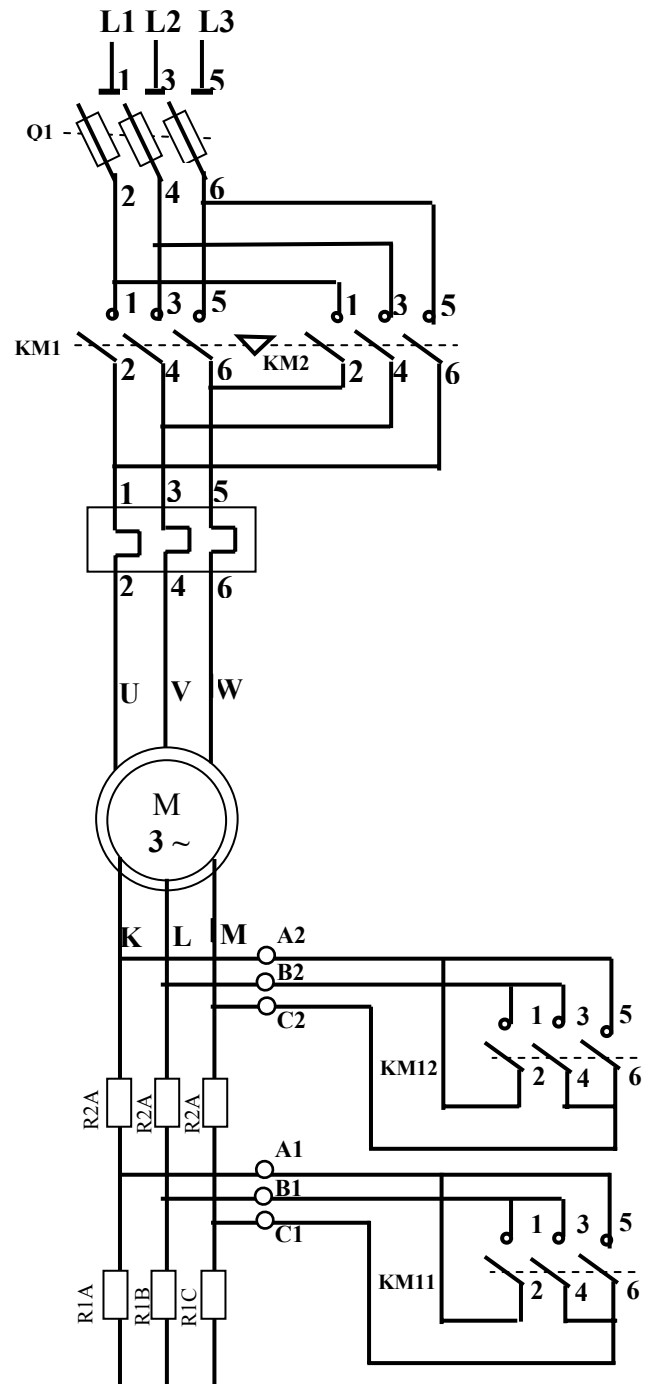 L1 L2 L3
1 3 5
Q1
2 4 6
1 3 5 1 3 5
KM1 KM2
2 4 6 2 4 6
1 3 5
2 4 6
U V W
M
3 ~
K L M A2
B2
C2
1 3 5
KM12
2 4 6
R2A R2A R2A
A1
B1
C1
1 3 5
KM11
2 4 6
R1A R1B R1C